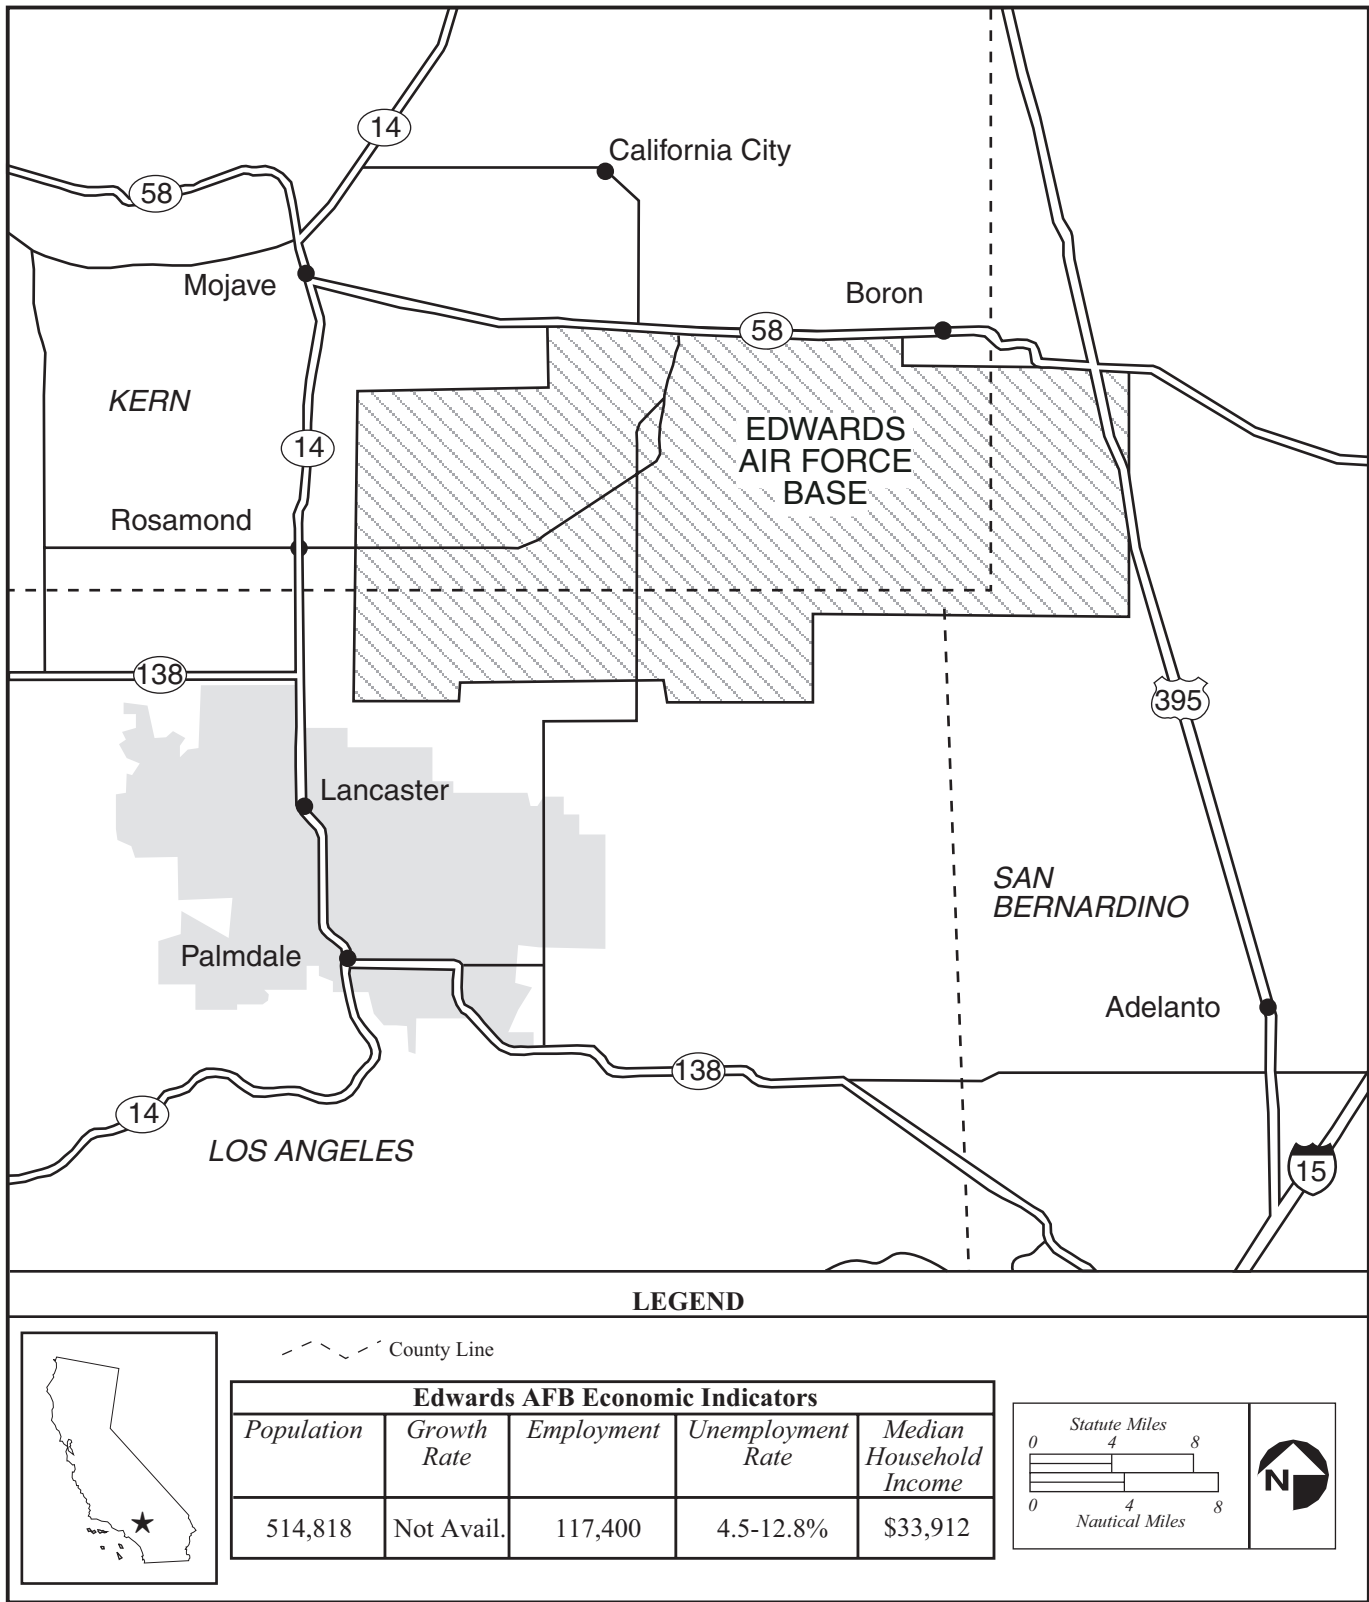 14
California City
58
Mojave
Boron
58
KERN
EDWARDS
AIR FORCE
BASE
14
Rosamond
138
395
Lancaster
SAN
BERNARDINO
Palmdale
Adelanto
138
14
LOS ANGELES
15
LEGEND
County Line
Edwards AFB Economic Indicators
Population Growth Rate Employment Unemployment Rate Median Household Income
514,818 Not Avail. 117,400 4.5-12.8% $33,912
Statute Miles
0 4 8
0 4 8
Nautical Miles
N